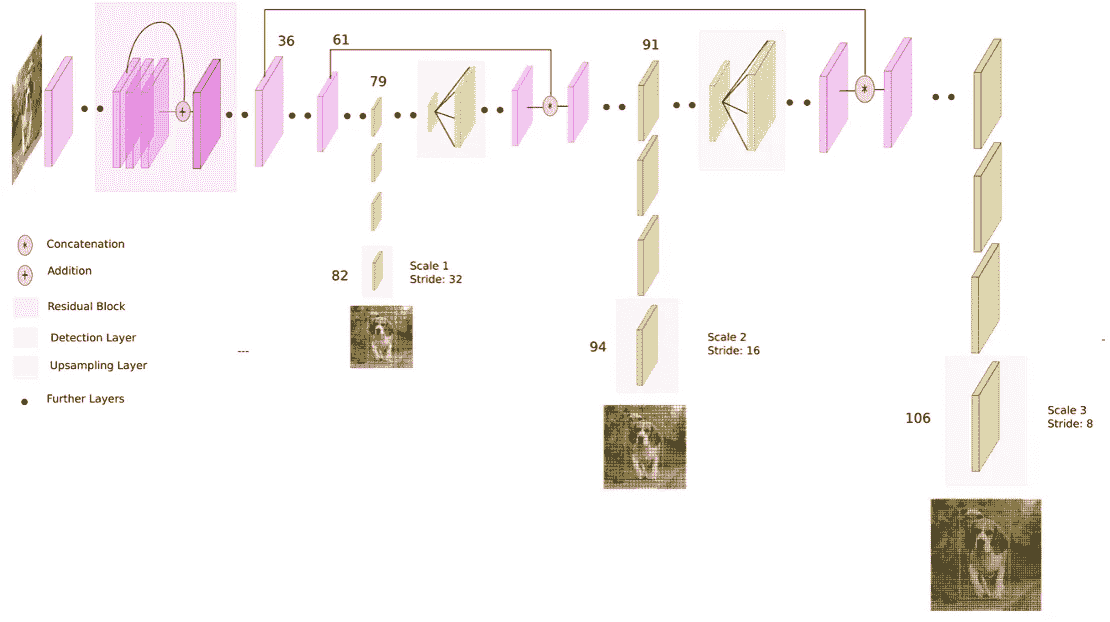 36
61
91
79
Concatenation
Addition
Residual Block
Detection Layer
Upsampling Layer
Further Layers
82
Scale 1
Stride: 32
94
Scale 2
Stride: 16
106
Scale 3
Stride: 8